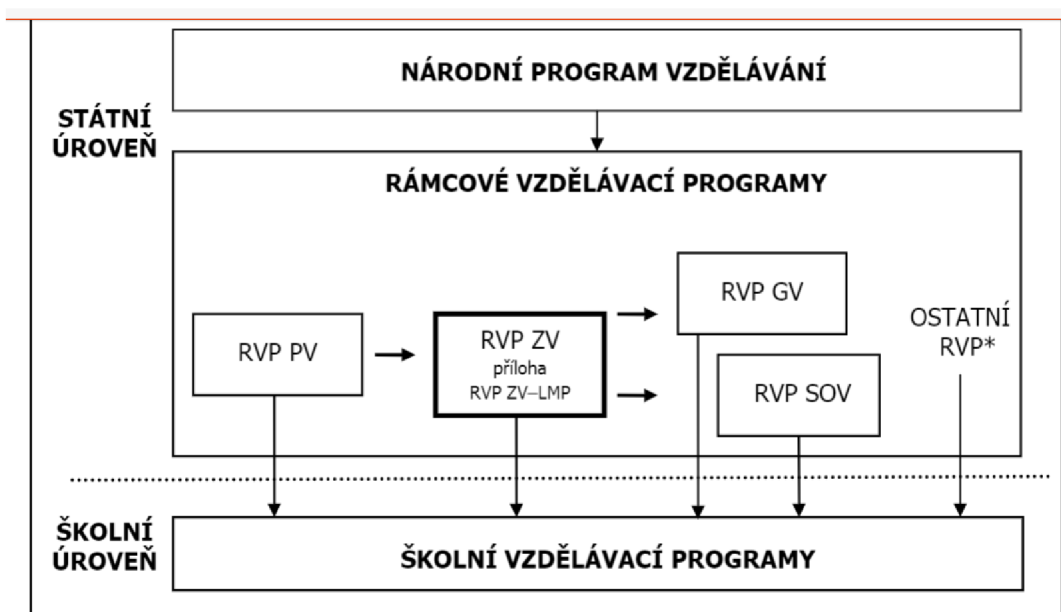 NÁRODNÍ PROGRAM VZDĚLÁVÁNÍ
STÁTNÍ
ÚROVEŇ
RÁMCOVÉ VZDĚLÁVACÍ PROGRAMY
RVP PV
RVP ZV
příloha
RVP ZV–LMP
RVP GV
RVP SOV
OSTATNÍ
RVP*
ŠKOLNÍ
ÚROVEŇ
ŠKOLNÍ VZDĚLÁVACÍ PROGRAMY